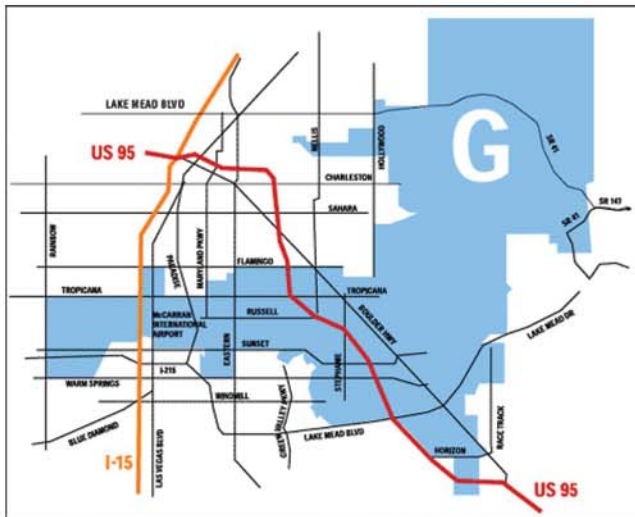 LAKE MEAD BLVD
G
US 95
NELLIS
HOLLYWOOD
SR 41
CHARLESTON
SAHARA
SR 147
SR 41
RAINBOW
MARYLAND PKWY
PARADISE
FLAMINGO
TROPICANA
TROPICANA
McCARRAN
INTERNATIONAL
AIRPORT
RUSSELL
BOULDER HWY
LAKE MEAD DR
EASTERN
SUNSET
STEPHANIE
I-215
WARM SPRINGS
WINDMILL
GREEN VALLEY PKWY
BLUE DIAMOND
LAS VEGAS BLVD
LAKE MEAD BLVD
RACE TRACK
HORIZON
I-15
US 95